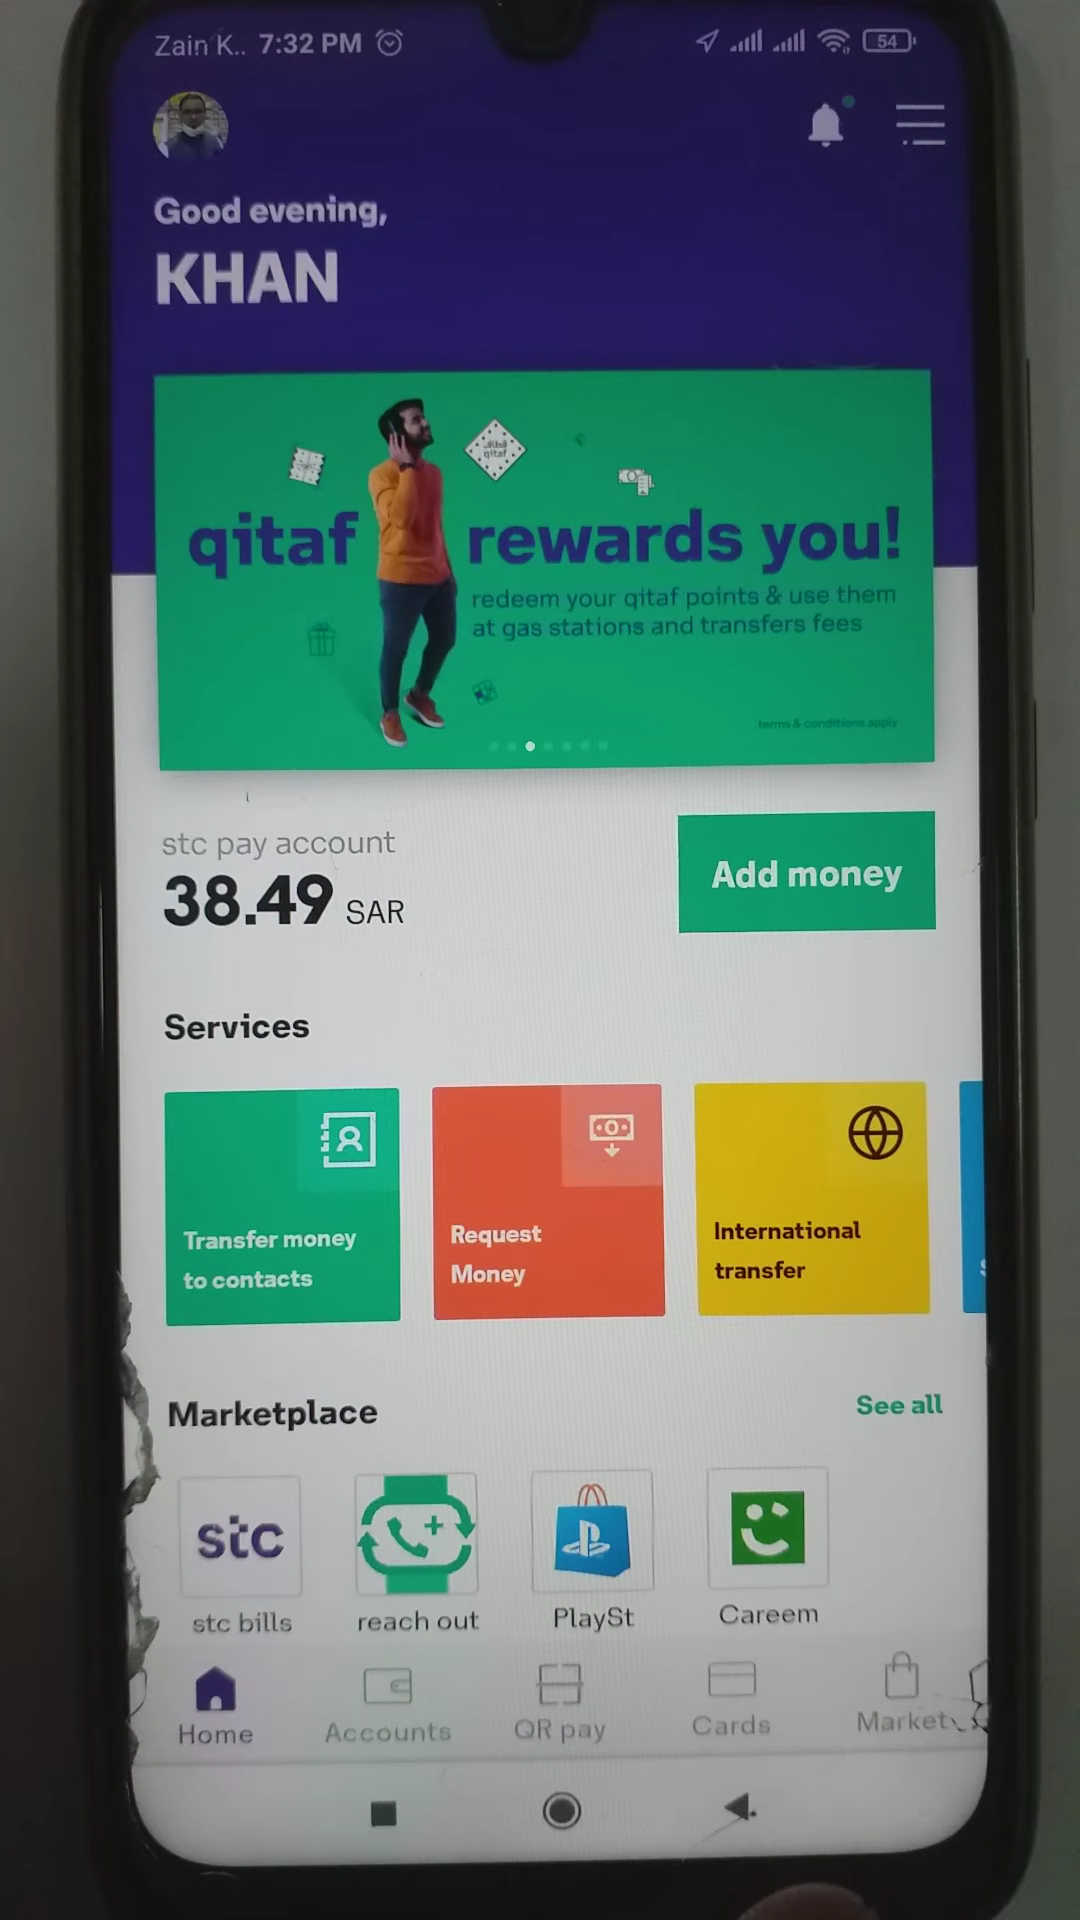 Zain K.. 7:32 PM
54
Good evening,
KHAN
قطاف
qitaf
qitaf rewards you!
redeem your qitaf points & use them
at gas stations and transfers fees
terms & conditions apply
stc pay account
38.49 SAR
Add money
Services
Transfer money
to contacts
Request
Money
International
transfer
Marketplace
See all
stc
stc bills
reach out
PlaySt
Careem
Home
Accounts
QR pay
Cards
Market